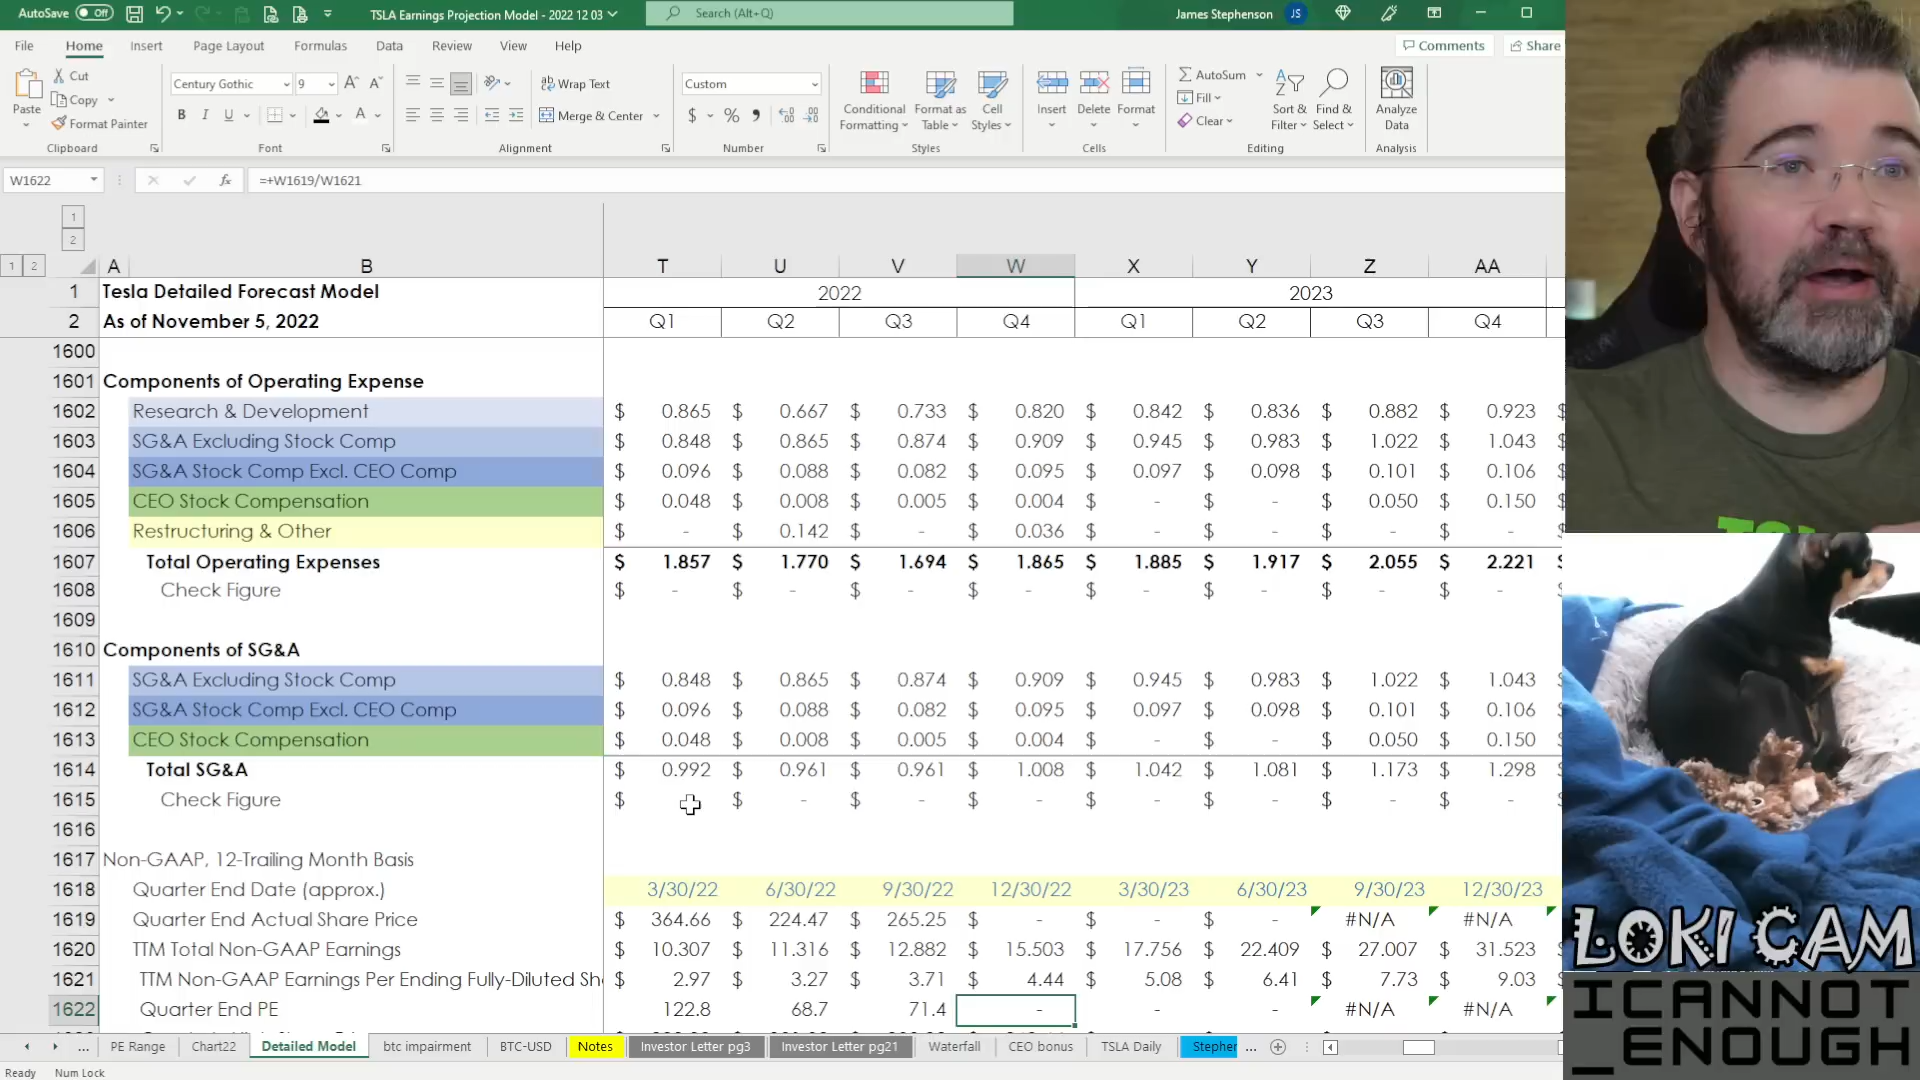 AutoSave Off TSLA Earnings Projection Model - 2022 12 03 Search (Alt+Q) James Stephenson JS
File Home Insert Page Layout Formulas Data Review View Help Comments Share
Paste Cut Copy Format Painter Clipboard
Century Gothic 9 B I U A Font
Wrap Text Merge & Center Alignment
Custom $ % Number
Conditional Formatting Format as Table Cell Styles Styles
Insert Delete Format Cells
AutoSum Fill Clear Sort & Filter Find & Select Editing
Analyze Data Analysis
W1622 fx =+W1619/W1621
1
2
1 2 A B T U V W X Y Z AA
1 Tesla Detailed Forecast Model 2022 2023
2 As of November 5, 2022 Q1 Q2 Q3 Q4 Q1 Q2 Q3 Q4
1600
1601 Components of Operating Expense
1602 Research & Development $ 0.865 $ 0.667 $ 0.733 $ 0.820 $ 0.842 $ 0.836 $ 0.882 $ 0.923 $
1603 SG&A Excluding Stock Comp $ 0.848 $ 0.865 $ 0.874 $ 0.909 $ 0.945 $ 0.983 $ 1.022 $ 1.043 $
1604 SG&A Stock Comp Excl. CEO Comp $ 0.096 $ 0.088 $ 0.082 $ 0.095 $ 0.097 $ 0.098 $ 0.101 $ 0.106 $
1605 CEO Stock Compensation $ 0.048 $ 0.008 $ 0.005 $ 0.004 $ - $ - $ 0.050 $ 0.150 $
1606 Restructuring & Other $ - $ 0.142 $ - $ 0.036 $ - $ - $ - $ - $
1607 Total Operating Expenses $ 1.857 $ 1.770 $ 1.694 $ 1.865 $ 1.885 $ 1.917 $ 2.055 $ 2.221 $
1608 Check Figure $ - $ - $ - $ - $ - $ - $ - $ - $
1609
1610 Components of SG&A
1611 SG&A Excluding Stock Comp $ 0.848 $ 0.865 $ 0.874 $ 0.909 $ 0.945 $ 0.983 $ 1.022 $ 1.043 $
1612 SG&A Stock Comp Excl. CEO Comp $ 0.096 $ 0.088 $ 0.082 $ 0.095 $ 0.097 $ 0.098 $ 0.101 $ 0.106 $
1613 CEO Stock Compensation $ 0.048 $ 0.008 $ 0.005 $ 0.004 $ - $ - $ 0.050 $ 0.150 $
1614 Total SG&A $ 0.992 $ 0.961 $ 0.961 $ 1.008 $ 1.042 $ 1.081 $ 1.173 $ 1.298 $
1615 Check Figure $ $ - $ - $ - $ - $ - $ - $ - $
1616
1617 Non-GAAP, 12-Trailing Month Basis
1618 Quarter End Date (approx.) 3/30/22 6/30/22 9/30/22 12/30/22 3/30/23 6/30/23 9/30/23 12/30/23
1619 Quarter End Actual Share Price $ 364.66 $ 224.47 $ 265.25 $ - $ - $ - #N/A #N/A
1620 TTM Total Non-GAAP Earnings $ 10.307 $ 11.316 $ 12.882 $ 15.503 $ 17.756 $ 22.409 $ 27.007 $ 31.523 $
1621 TTM Non-GAAP Earnings Per Ending Fully-Diluted Sh $ 2.97 $ 3.27 $ 3.71 $ 4.44 $ 5.08 $ 6.41 $ 7.73 $ 9.03 $
1622 Quarter End PE 122.8 68.7 71.4 - - - #N/A #N/A
... PE Range Chart22 Detailed Model btc impairment BTC-USD Notes Investor Letter pg3 Investor Letter pg21 Waterfall CEO bonus TSLA Daily Stepher ...
Ready Num Lock
LOKI CAM
ICANNOT
_ENOUGH